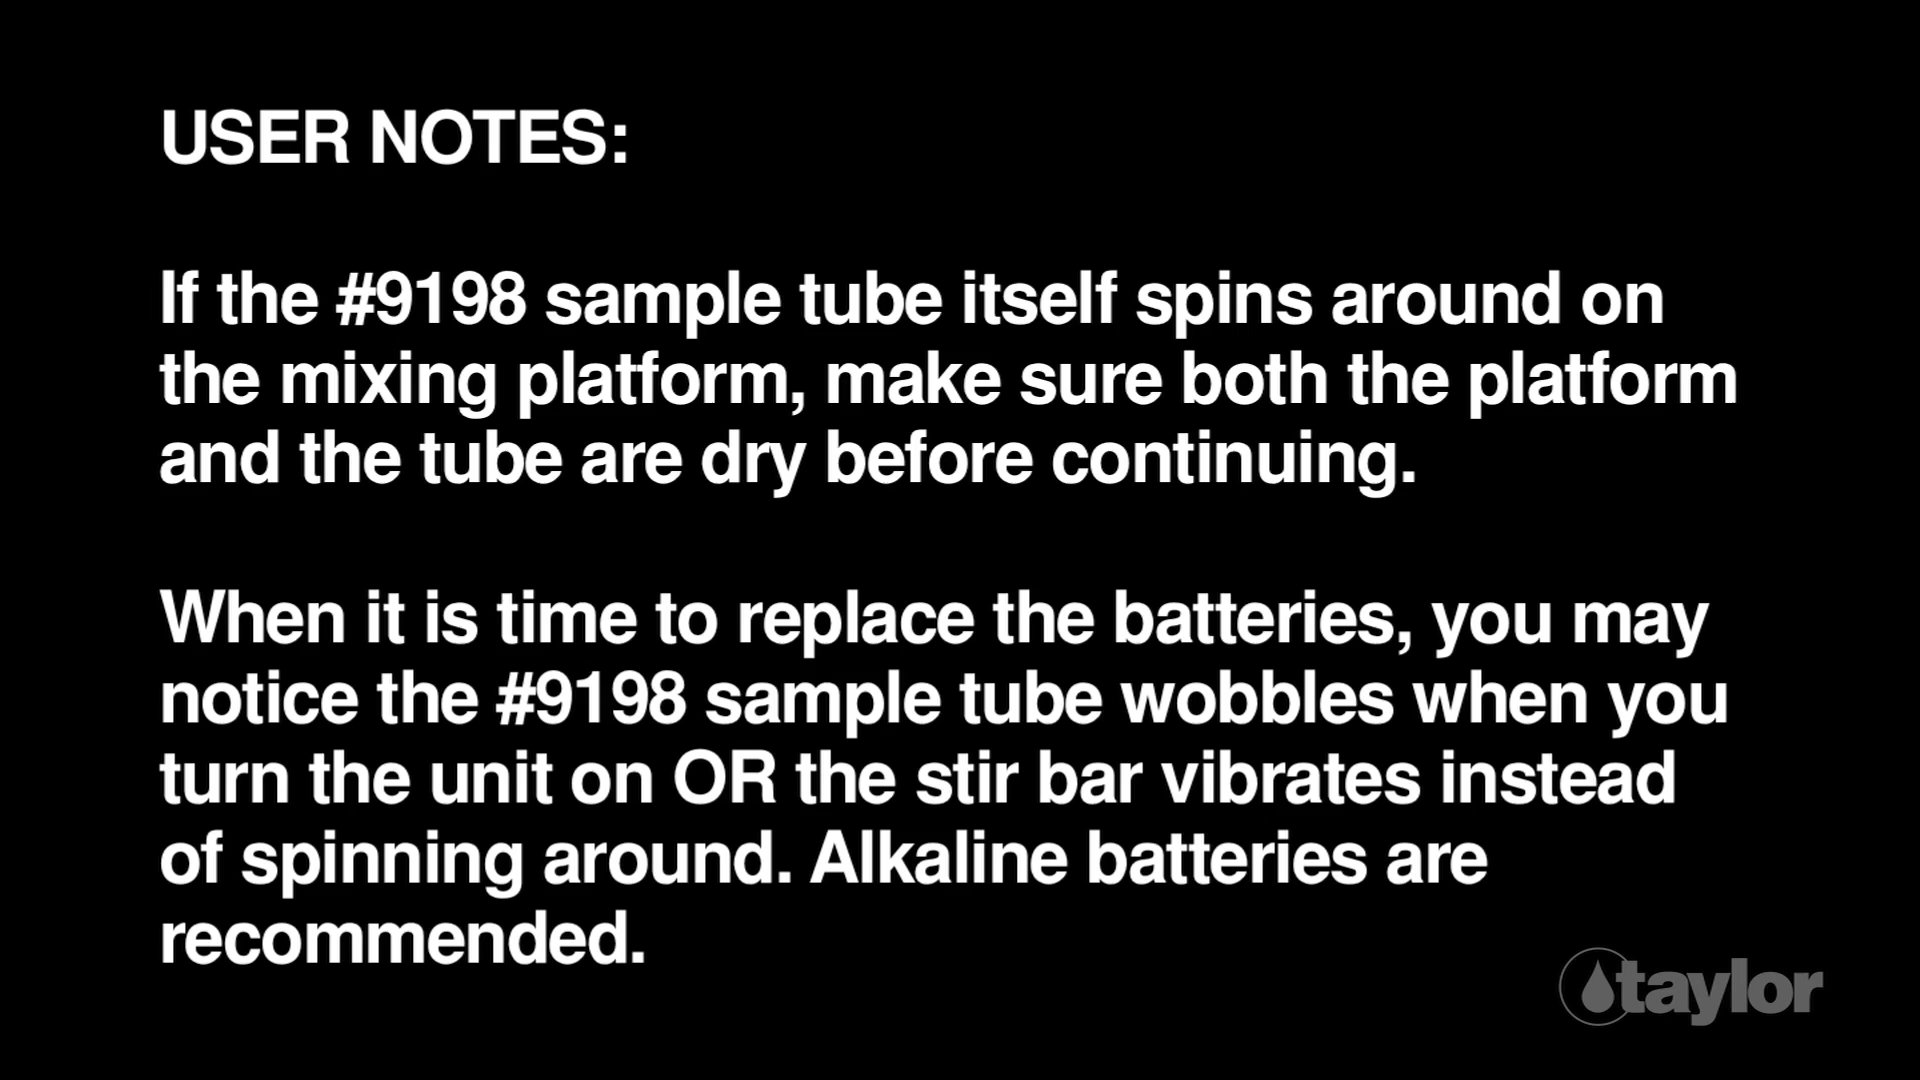 USER NOTES:
If the #9198 sample tube itself spins around on
the mixing platform, make sure both the platform
and the tube are dry before continuing.
When it is time to replace the batteries, you may
notice the #9198 sample tube wobbles when you
turn the unit on OR the stir bar vibrates instead
of spinning around. Alkaline batteries are
recommended.
taylor